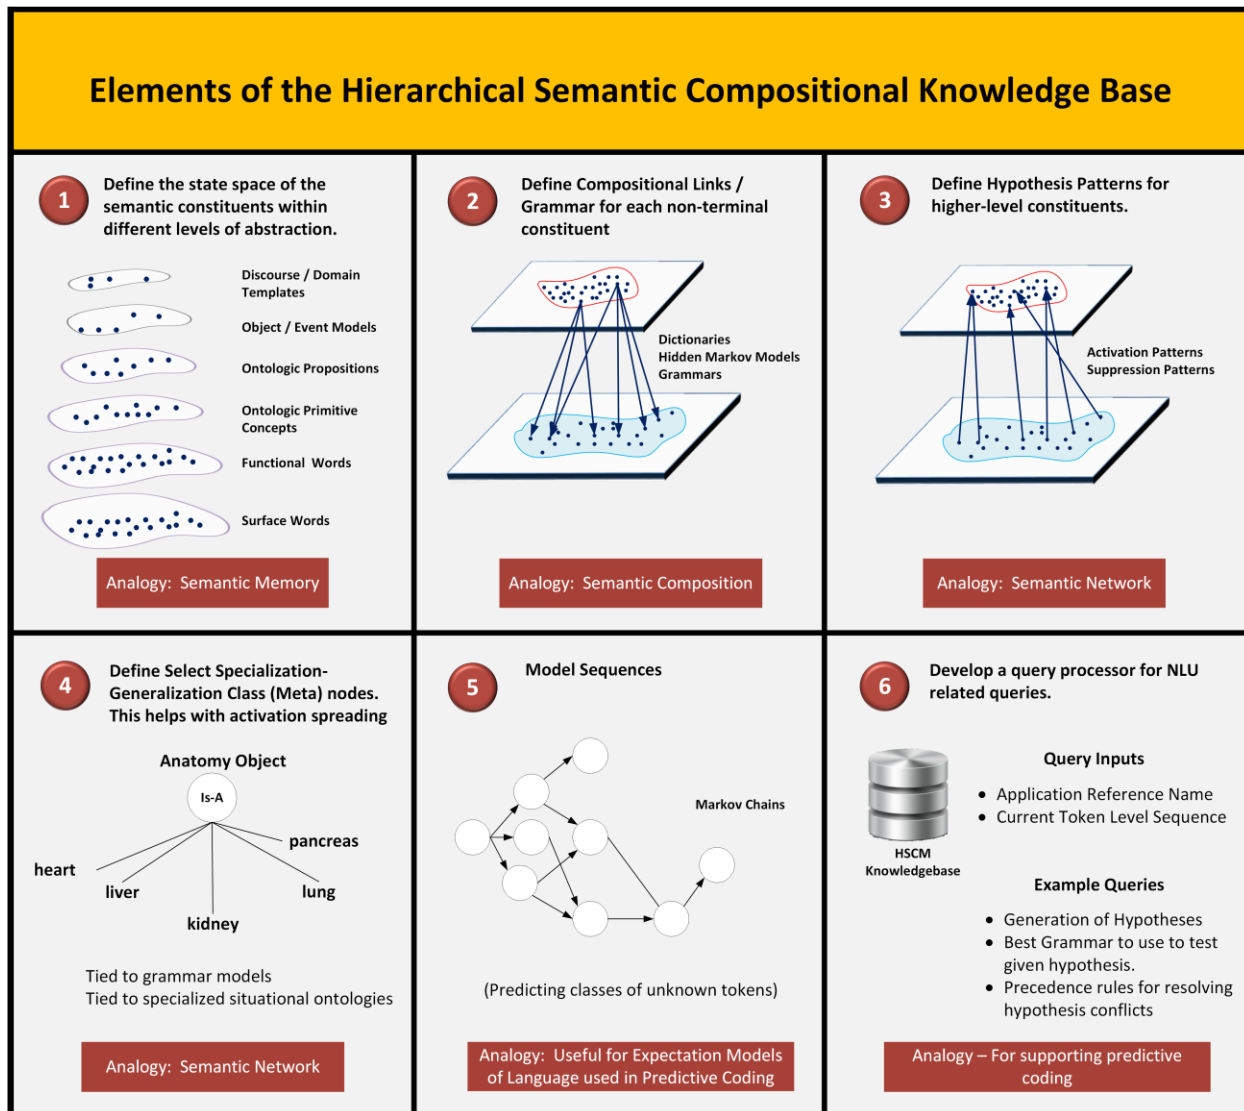 Elements of the Hierarchical Semantic Compositional Knowledge Base
1
Define the state space of the
semantic constituents within
different levels of abstraction.
Discourse / Domain
Templates
Object / Event Models
Ontologic Propositions
Ontologic Primitive
Concepts
Functional Words
Surface Words
Analogy:  Semantic Memory
2
Define Compositional Links /
Grammar for each non-terminal
constituent
Dictionaries
Hidden Markov Models
Grammars
Analogy:  Semantic Composition
3
Define Hypothesis Patterns for
higher-level constituents.
Activation Patterns
Suppression Patterns
Analogy:  Semantic Network
4
Define Select Specialization-
Generalization Class (Meta) nodes.
This helps with activation spreading
Anatomy Object
Is-A
pancreas
heart
liver
lung
kidney
Tied to grammar models
Tied to specialized situational ontologies
Analogy:  Semantic Network
5
Model Sequences
Markov Chains
(Predicting classes of unknown tokens)
Analogy:  Useful for Expectation Models
of Language used in Predictive Coding
6
Develop a query processor for NLU
related queries.
Query Inputs
• Application Reference Name
• Current Token Level Sequence
HSCM
Knowledgebase
Example Queries
• Generation of Hypotheses
• Best Grammar to use to test
given hypothesis.
• Precedence rules for resolving
hypothesis conflicts
Analogy – For supporting predictive
coding